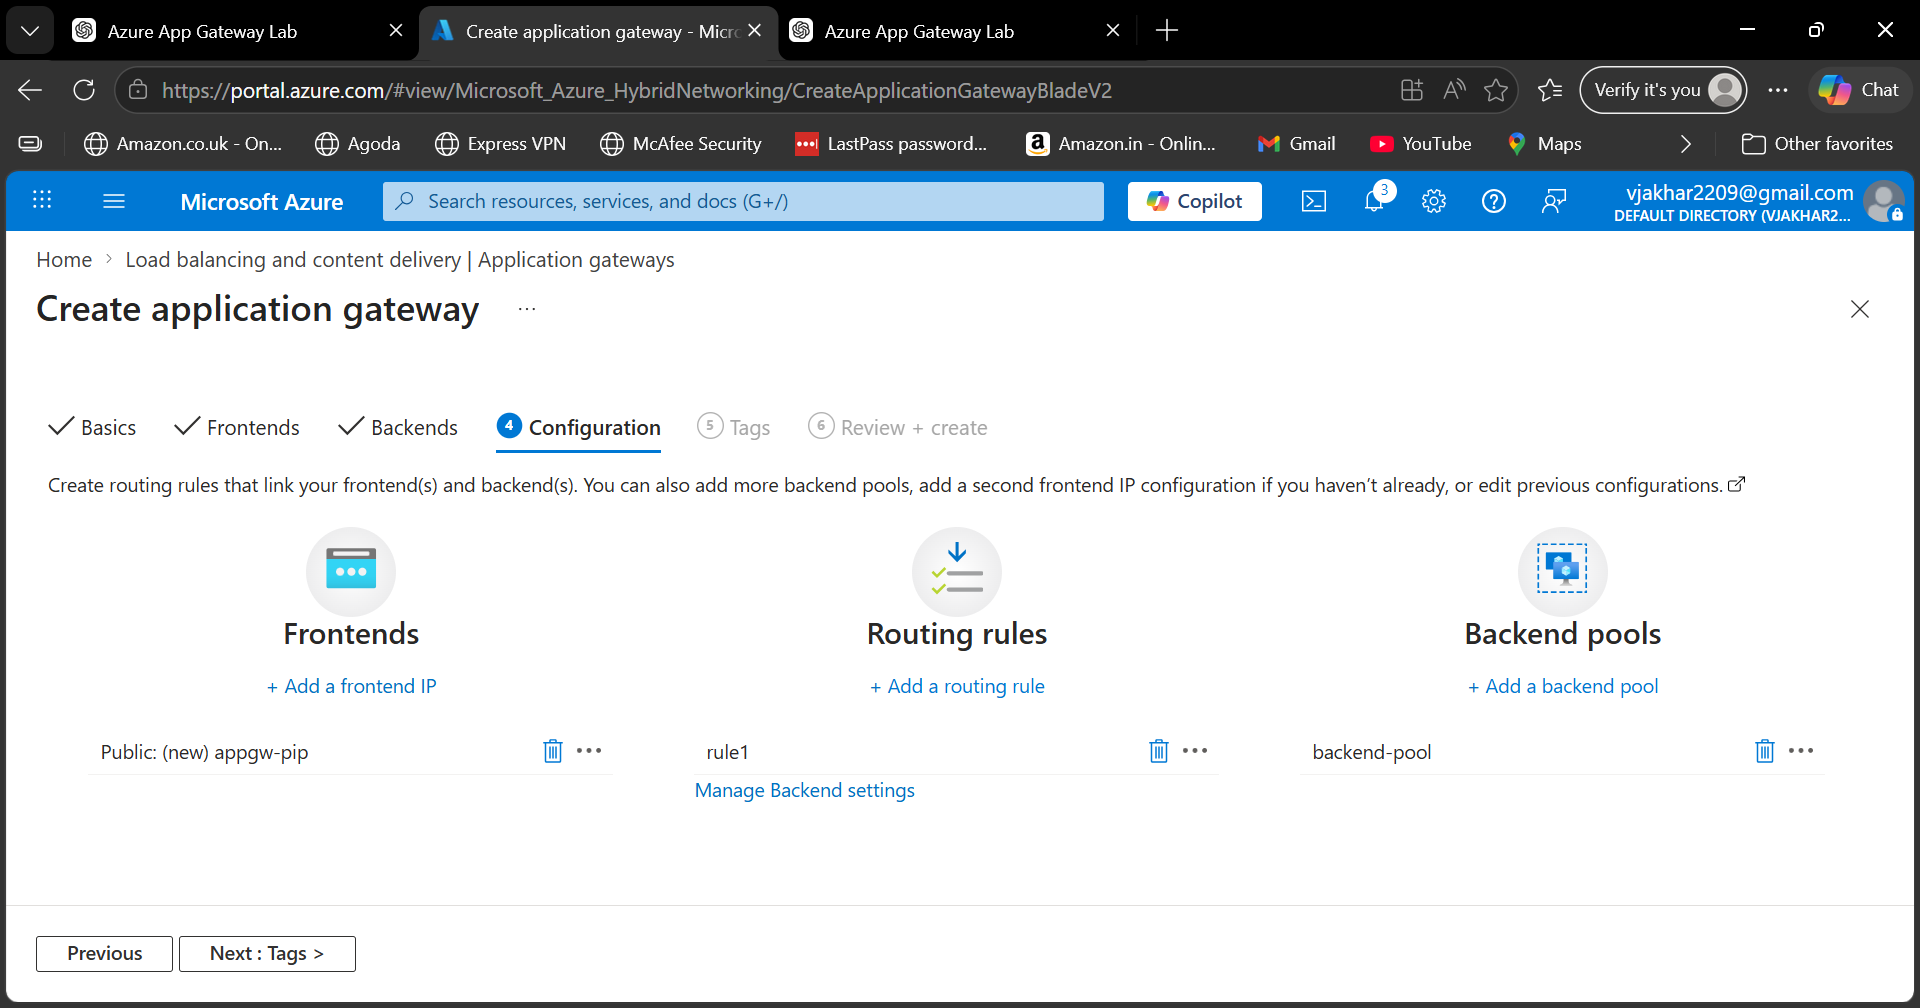 Azure App Gateway Lab
Create application gateway - Micro
Azure App Gateway Lab
https://portal.azure.com/#view/Microsoft_Azure_HybridNetworking/CreateApplicationGatewayBladeV2
Verify it's you
Chat
Amazon.co.uk - On...
Agoda
Express VPN
McAfee Security
LastPass password...
Amazon.in - Onlin...
Gmail
YouTube
Maps
Other favorites
Microsoft Azure
Search resources, services, and docs (G+/)
Copilot
3
vjakhar2209@gmail.com
DEFAULT DIRECTORY (VJAKHAR2...
Home > Load balancing and content delivery | Application gateways
Create application gateway ...
Basics
Frontends
Backends
4 Configuration
5 Tags
6 Review + create
Create routing rules that link your frontend(s) and backend(s). You can also add more backend pools, add a second frontend IP configuration if you haven’t already, or edit previous configurations.
Frontends
+ Add a frontend IP
Public: (new) appgw-pip
Routing rules
+ Add a routing rule
rule1
Manage Backend settings
Backend pools
+ Add a backend pool
backend-pool
Previous
Next : Tags >